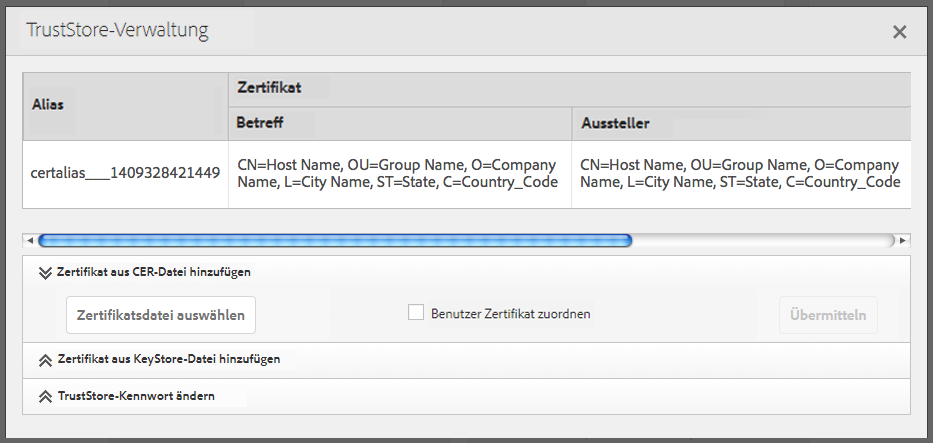 TrustStore-Verwaltung
Zertifikat
Alias
Betreff
Aussteller
certalias___1409328421449
CN=Host Name, OU=Group Name, O=Company
Name, L=City Name, ST=State, C=Country_Code
CN=Host Name, OU=Group Name, O=Company
Name, L=City Name, ST=State, C=Country_Code
Zertifikat aus CER-Datei hinzufügen
Zertifikatsdatei auswählen
Benutzer Zertifikat zuordnen
Übermitteln
Zertifikat aus KeyStore-Datei hinzufügen
TrustStore-Kennwort ändern